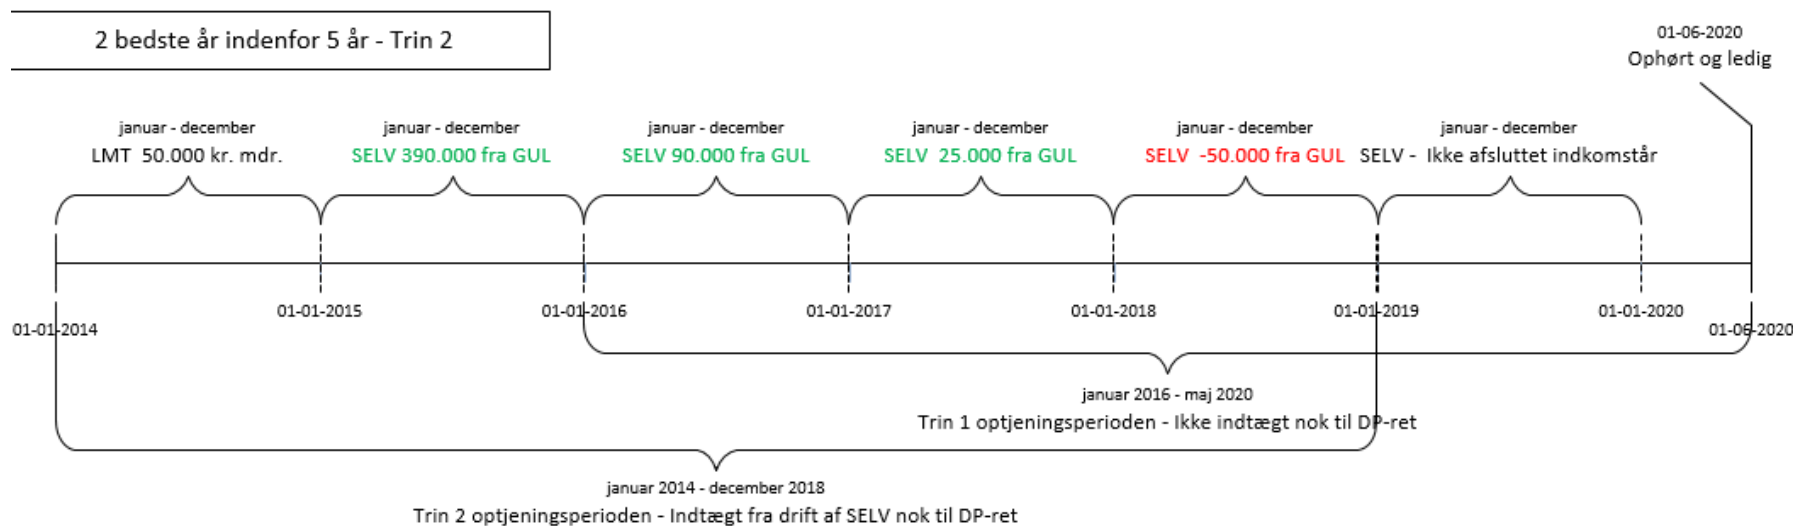 2 bedste år indenfor 5 år - Trin 2
01-06-2020
Ophørt og ledig
januar - december
LMT  50.000 kr. mdr.
januar - december
SELV 390.000 fra GUL
januar - december
SELV 90.000 fra GUL
januar - december
SELV  25.000 fra GUL
januar - december
SELV  -50.000 fra GUL
januar - december
SELV -  Ikke afsluttet indkomstår
01-01-2014
01-01-2015
01-01-2016
01-01-2017
01-01-2018
01-01-2019
01-01-2020
01-06-2020
januar 2016 - maj 2020
Trin 1 optjeningsperioden - Ikke indtægt nok til DP-ret
januar 2014 - december 2018
Trin 2 optjeningsperioden - Indtægt fra drift af SELV nok til DP-ret